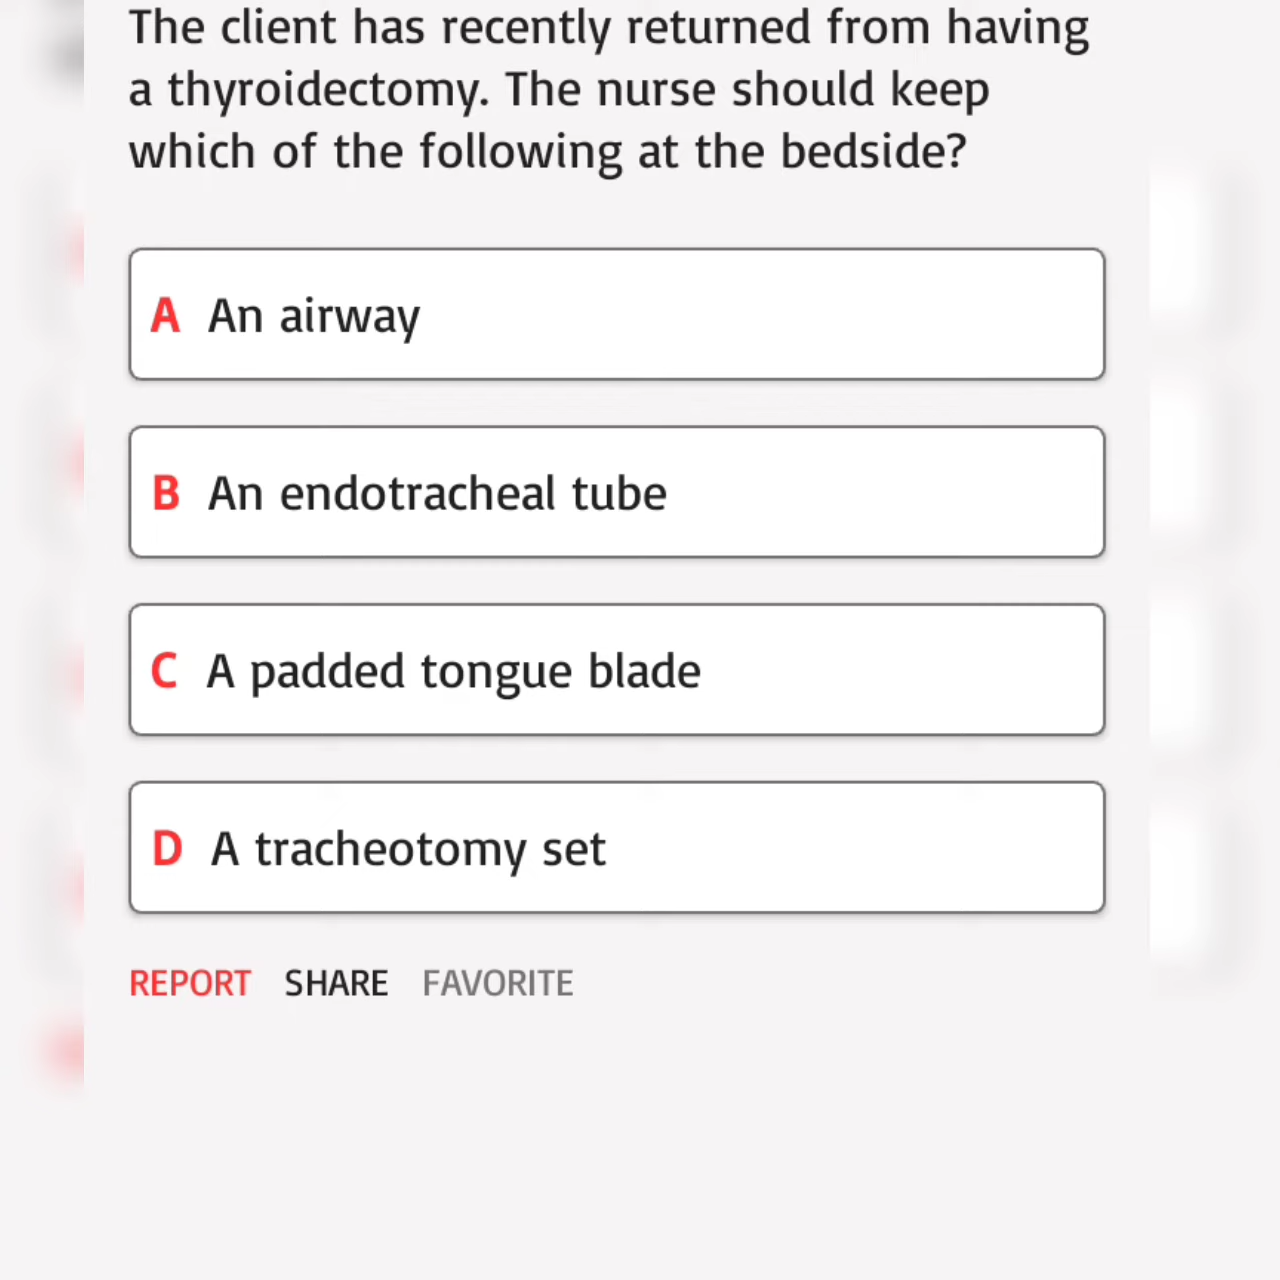 The client has recently returned from having
a thyroidectomy. The nurse should keep
which of the following at the bedside?
A An airway
B An endotracheal tube
C A padded tongue blade
D A tracheotomy set
REPORT SHARE FAVORITE